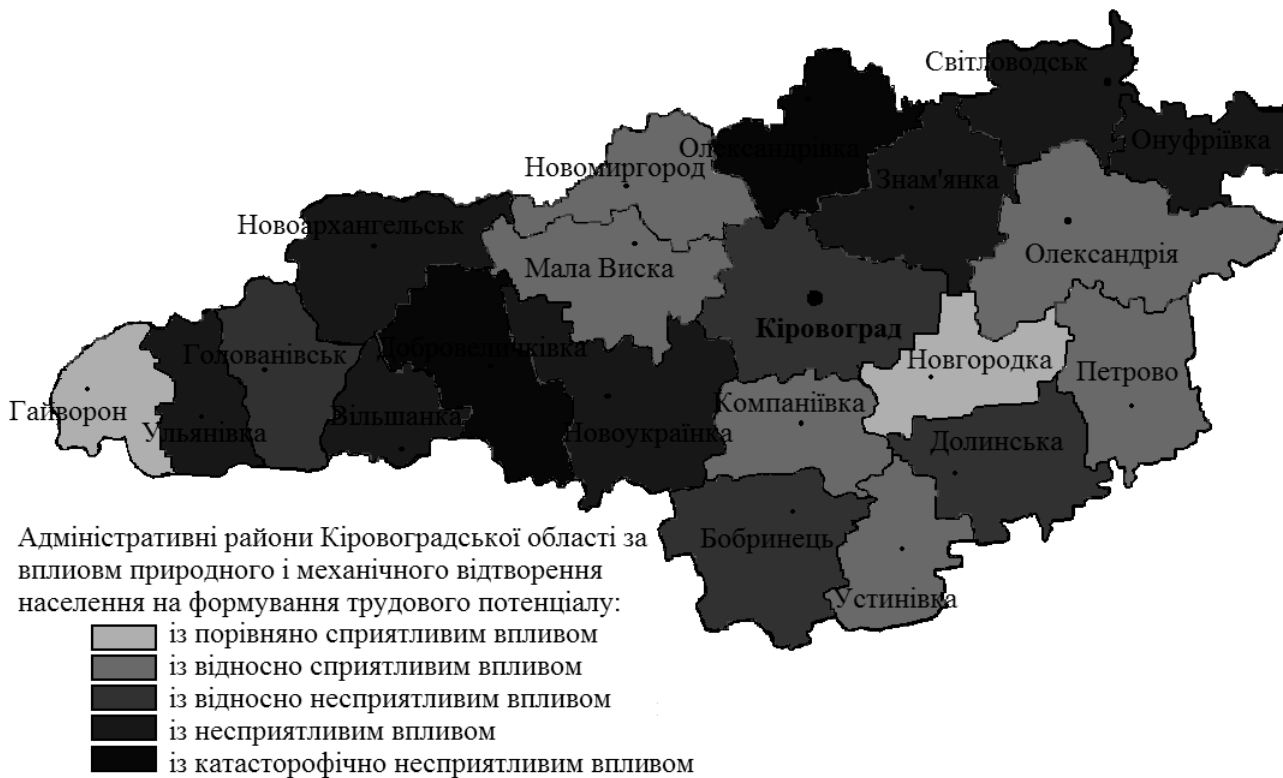 Світловодськ
Онуфріївка
Олександрівка
Новомиргород
Знам'янка
Новоархангельськ
Олександрія
Мала Виска
Кіровоград
Новгородка
Голованівськ
Добровеличківка
Петрово
Гайворон
Компаніївка
Вільшанка
Ульянівка
Новоукраїнка
Долинська
Бобринець
Устинівка
Адміністративні райони Кіровоградської області за
вплиовм природного і механічного відтворення
населення на формування трудового потенціалу:
із порівняно сприятливим впливом
із відносно сприятливим впливом
із відносно несприятливим впливом
із несприятливим впливом
із катасторофічно несприятливим впливом